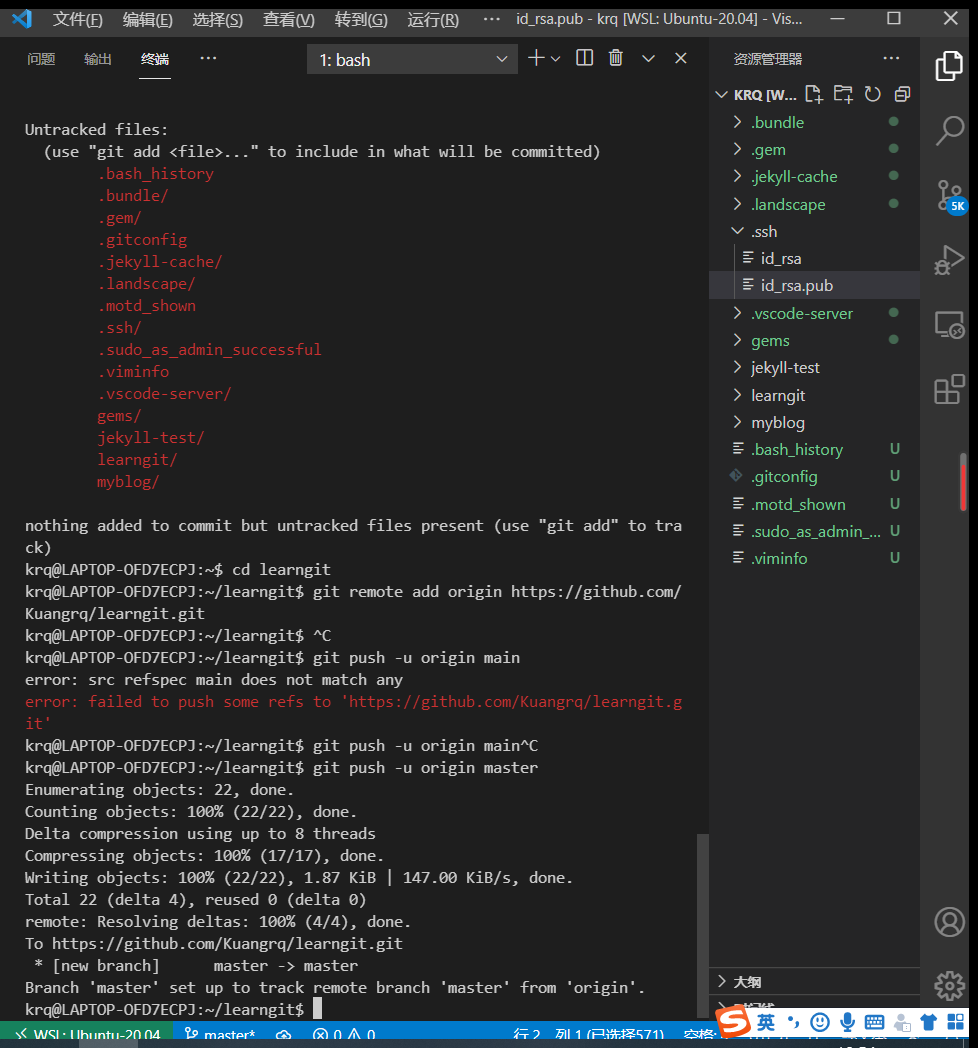 文件(F) 编辑(E) 选择(S) 查看(V) 转到(G) 运行(R) ··· id_rsa.pub - krq [WSL: Ubuntu-20.04] - Vis...
问题 输出 终端 ··· 1: bash
Untracked files:
(use "git add <file>..." to include in what will be committed)
.bash_history
.bundle/
.gem/
.gitconfig
.jekyll-cache/
.landscape/
.motd_shown
.ssh/
.sudo_as_admin_successful
.viminfo
.vscode-server/
gems/
jekyll-test/
learngit/
myblog/
nothing added to commit but untracked files present (use "git add" to tra
ck)
krq@LAPTOP-OFD7ECPJ:~$ cd learngit
krq@LAPTOP-OFD7ECPJ:~/learngit$ git remote add origin https://github.com/
Kuangrq/learngit.git
krq@LAPTOP-OFD7ECPJ:~/learngit$ ^C
krq@LAPTOP-OFD7ECPJ:~/learngit$ git push -u origin main
error: src refspec main does not match any
error: failed to push some refs to 'https://github.com/Kuangrq/learngit.g
it'
krq@LAPTOP-OFD7ECPJ:~/learngit$ git push -u origin main^C
krq@LAPTOP-OFD7ECPJ:~/learngit$ git push -u origin master
Enumerating objects: 22, done.
Counting objects: 100% (22/22), done.
Delta compression using up to 8 threads
Compressing objects: 100% (17/17), done.
Writing objects: 100% (22/22), 1.87 KiB | 147.00 KiB/s, done.
Total 22 (delta 4), reused 0 (delta 0)
remote: Resolving deltas: 100% (4/4), done.
To https://github.com/Kuangrq/learngit.git
* [new branch] master -> master
Branch 'master' set up to track remote branch 'master' from 'origin'.
krq@LAPTOP-OFD7ECPJ:~/learngit$
资源管理器 ···
KRQ [W...
.bundle
.gem
.jekyll-cache
.landscape
.ssh
id_rsa
id_rsa.pub
.vscode-server
gems
jekyll-test
learngit
myblog
.bash_history U
.gitconfig U
.motd_shown U
.sudo_as_admin_... U
.viminfo U
5K
大纲
WSL: Ubuntu-20.04 master* 0 0 行 2，列 1 (已选择571) 空格:
S 英